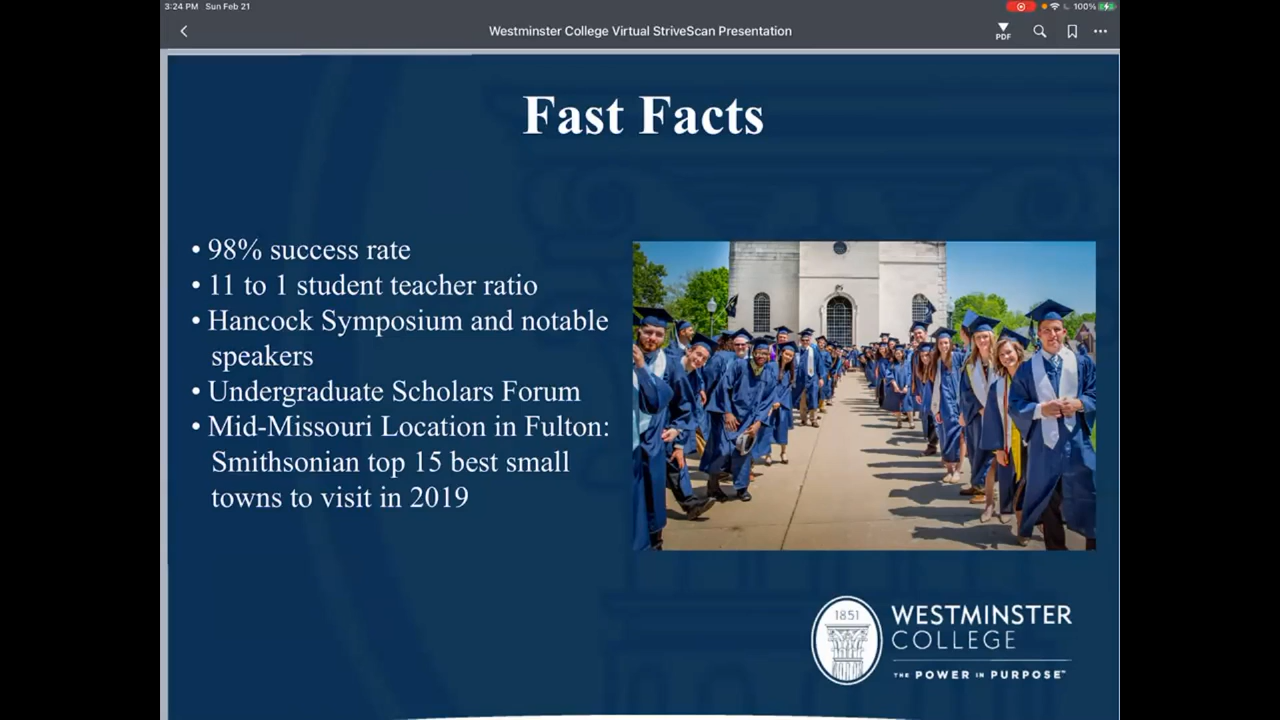 3:24 PM Sun Feb 21
100%
Westminster College Virtual StriveScan Presentation
PDF
Fast Facts
• 98% success rate
• 11 to 1 student teacher ratio
• Hancock Symposium and notable
speakers
• Undergraduate Scholars Forum
• Mid-Missouri Location in Fulton:
Smithsonian top 15 best small
towns to visit in 2019
1851
WESTMINSTER
COLLEGE
THE POWER IN PURPOSE™